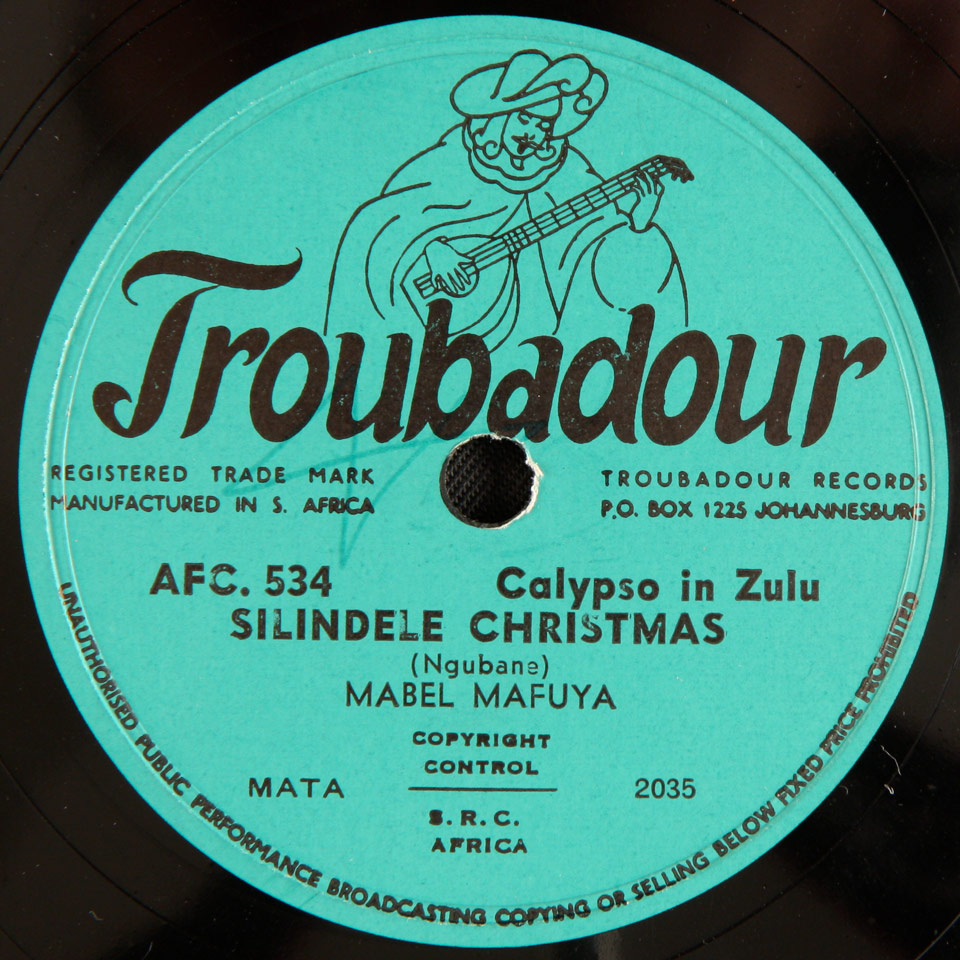 Troubadour
REGISTERED TRADE MARK
MANUFACTURED IN S. AFRICA
TROUBADOUR RECORDS
P.O. BOX 1225 JOHANNESBURG
AFC. 534
Calypso in Zulu
SILINDELE CHRISTMAS
(Ngubane)
MABEL MAFUYA
COPYRIGHT
CONTROL
MATA
2035
S. R. C.
AFRICA
UNAUTHORISED PUBLIC PERFORMANCE BROADCASTING COPYING OR SELLING BELOW FIXED PRICE PROHIBITED